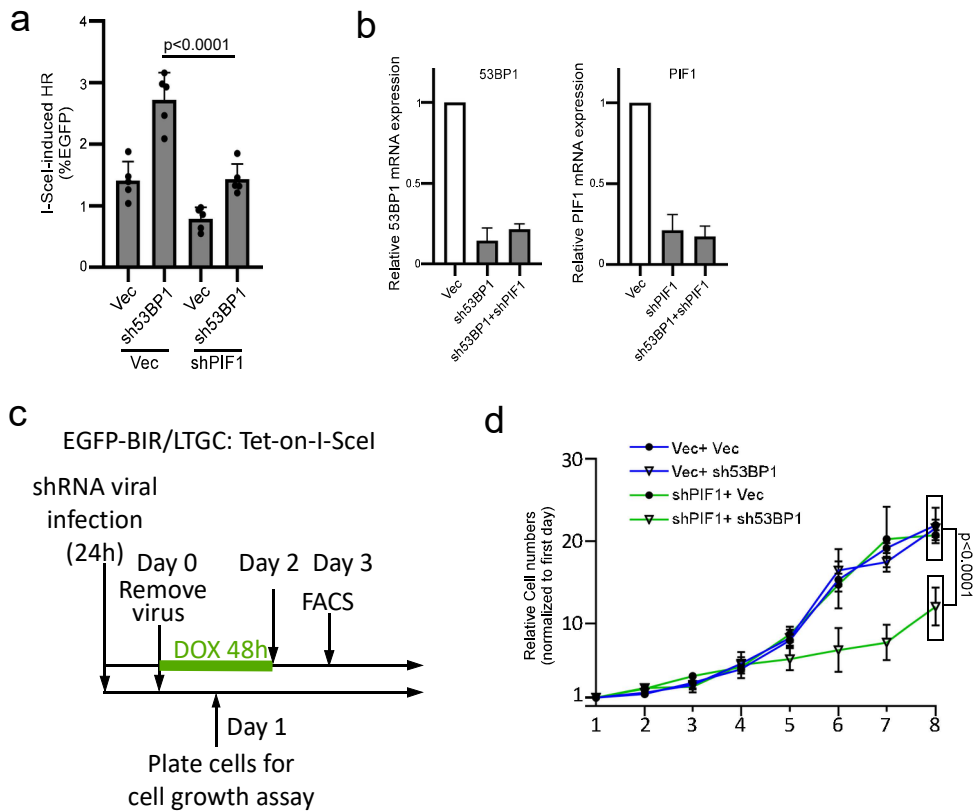 a
I-SceI-induced HR
(%EGFP)
4
3
2
1
0
p<0.0001
Vec
sh53BP1
Vec
sh53BP1
Vec
shPIF1
b
Relative 53BP1 mRNA expression
53BP1
1
0.5
0
Vec
sh53BP1
sh53BP1+shPIF1
Relative PIF1 mRNA expression
PIF1
1
0.5
0
Vec
shPIF1
sh53BP1+shPIF1
c
EGFP-BIR/LTGC: Tet-on-I-SceI
shRNA viral
infection
(24h)
Day 0
Remove
virus
Day 2
Day 3
FACS
DOX 48h
Day 1
Plate cells for
cell growth assay
d
Vec+ Vec
Vec+ sh53BP1
shPIF1+ Vec
shPIF1+ sh53BP1
Relative Cell numbers
(normalized to first day)
30
20
10
1
1 2 3 4 5 6 7 8
p<0.0001